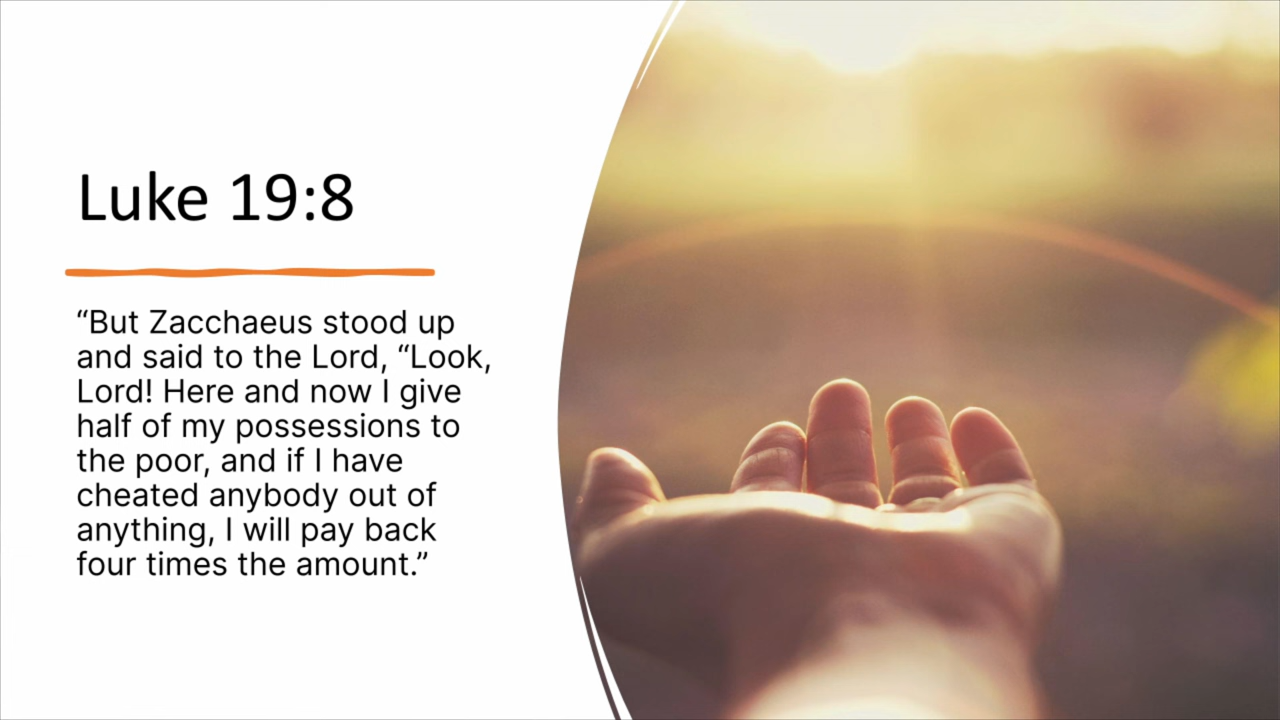 Luke 19:8
“But Zacchaeus stood up
and said to the Lord, “Look,
Lord! Here and now I give
half of my possessions to
the poor, and if I have
cheated anybody out of
anything, I will pay back
four times the amount.”